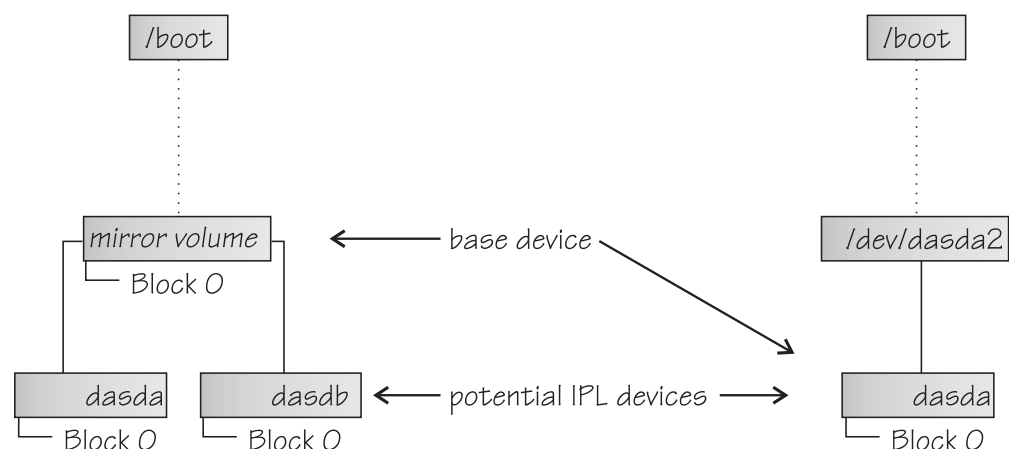 /boot
/boot
mirror volume
base device
/dev/dasda2
Block 0
dasda
dasdb
potential IPL devices
dasda
Block 0
Block 0
Block 0